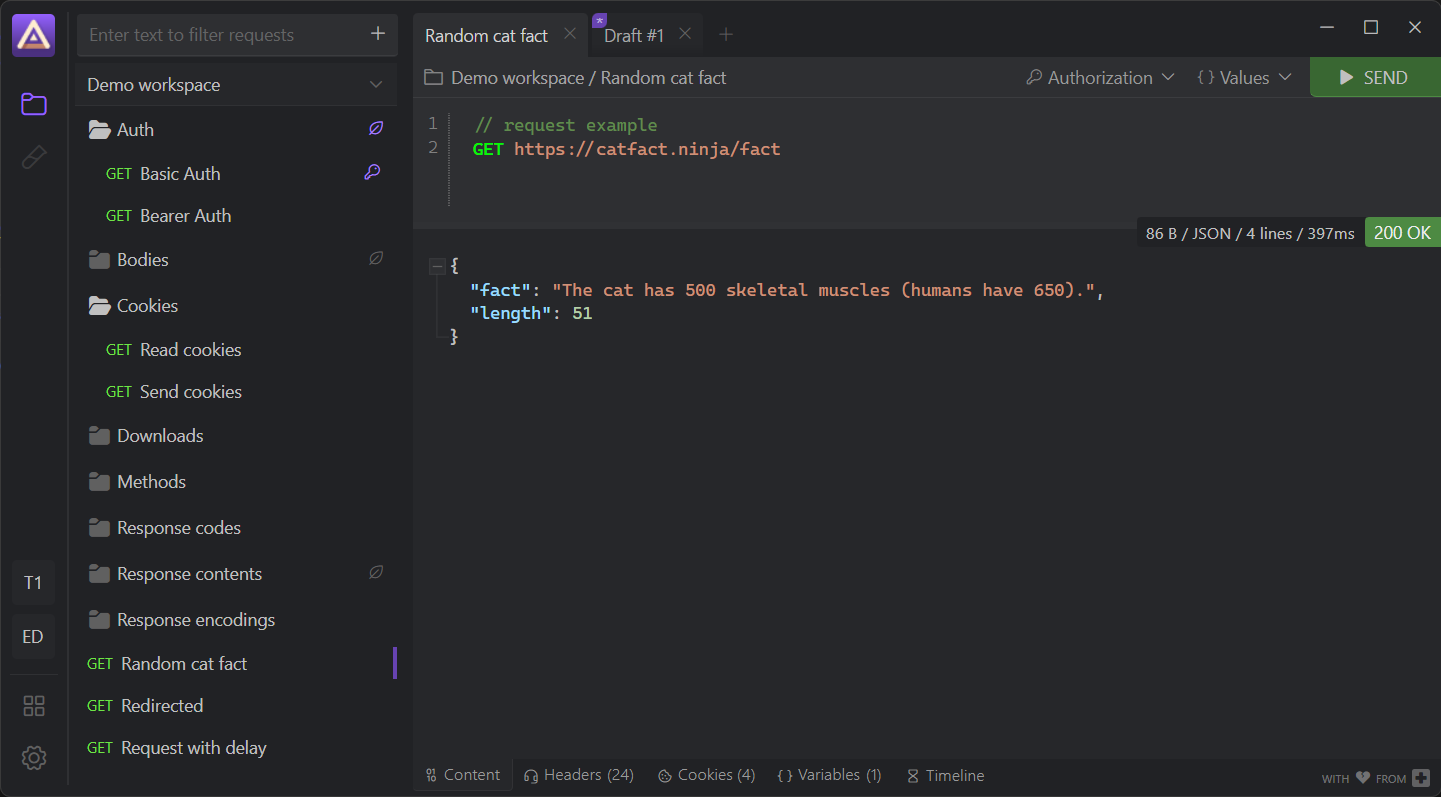 Enter text to filter requests +
Random cat fact
* Draft #1
Demo workspace
Demo workspace / Random cat fact
Authorization
{ } Values
SEND
Auth
GET Basic Auth
GET Bearer Auth
Bodies
Cookies
GET Read cookies
GET Send cookies
Downloads
Methods
Response codes
Response contents
Response encodings
GET Random cat fact
GET Redirected
GET Request with delay
T1
ED
1 // request example
2 GET https://catfact.ninja/fact
86 B / JSON / 4 lines / 397ms
200 OK
{
"fact": "The cat has 500 skeletal muscles (humans have 650).",
"length": 51
}
Content
Headers (24)
Cookies (4)
{ } Variables (1)
Timeline
WITH FROM